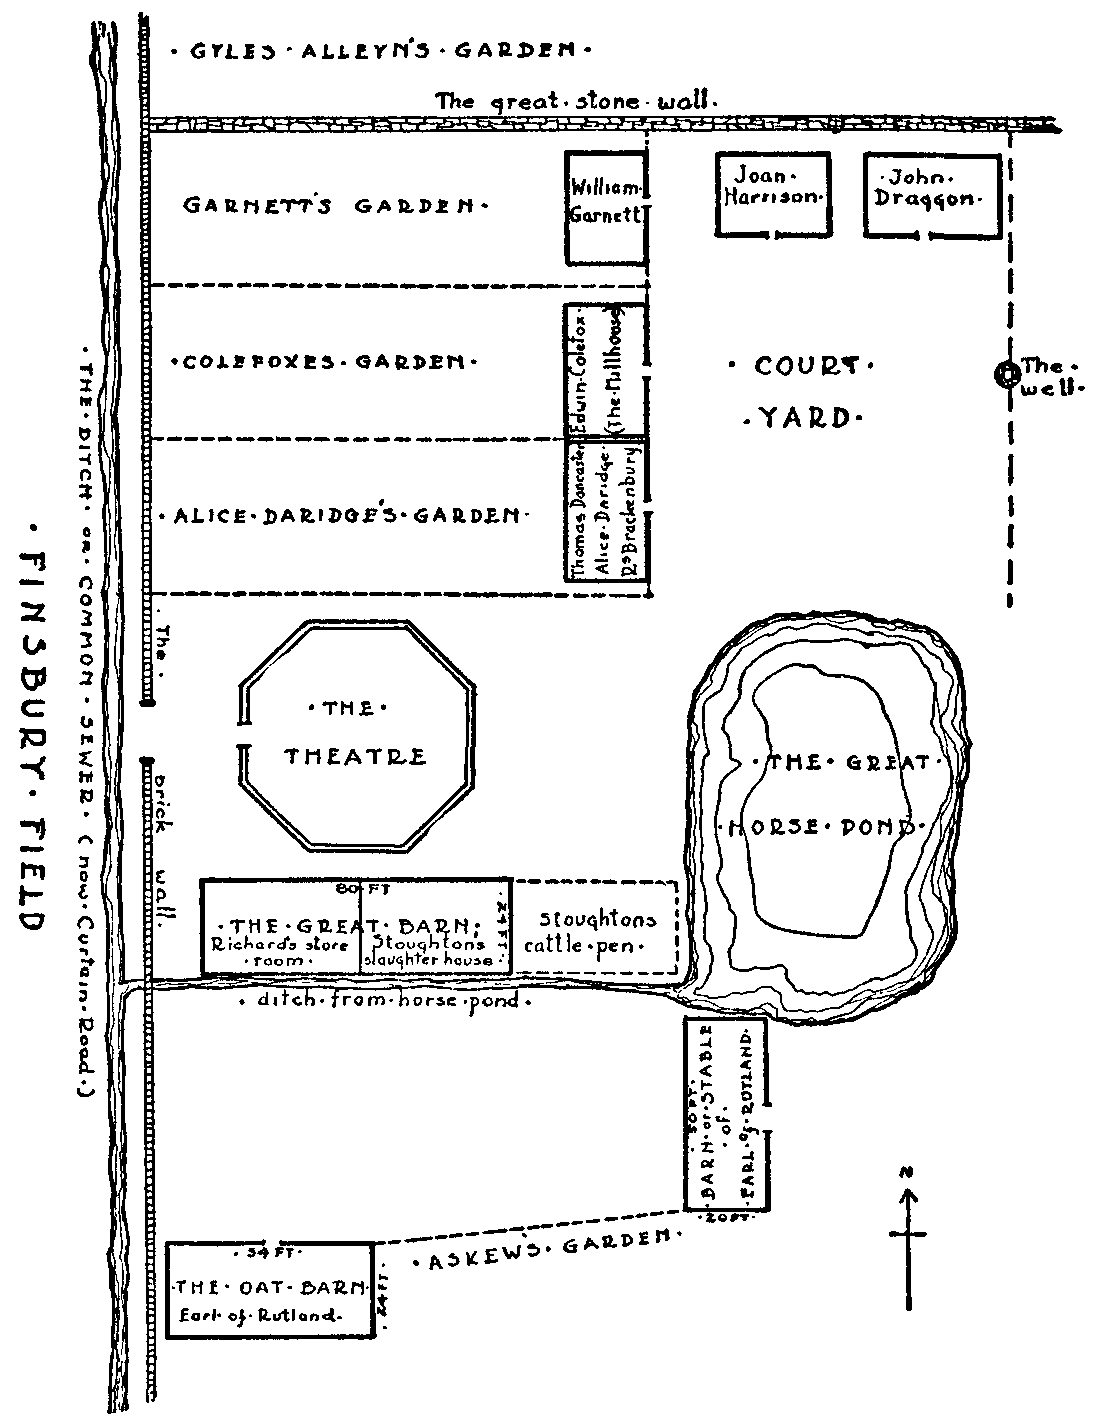 · GYLES · ALLEYN'S · GARDEN ·
The great · stone · wall ·
GARNETT'S GARDEN ·
William ·
Garnett
Joan ·
Harrison ·
· John ·
Draggon ·
· COLEFOXES · GARDEN ·
Edwin · Colefox ·
(The · Millhouse)
· COURT ·
· YARD ·
The ·
well ·
· ALICE · DARIDGE'S · GARDEN ·
Thomas Dancaster
Alice · Daridge ·
Rd Brackenbury
· FINSBURY · FIELD
· THE · DITCH · or · COMMON · SEWER · ( now · Curtain · Road · )
· The · brick wall ·
· THE ·
THEATRE
· THE · GREAT ·
· HORSE · POND ·
80 · FT
· 24 FT ·
· THE · GREAT · BARN ;
Richard's store
· room ·
Stoughtons
slaughter house ·
Stoughtons
cattle · pen ·
· ditch · from · horse · pond ·
· 50 FT ·
· BARN · or · STABLE
· of ·
· EARL · of · RUTLAND ·
· 20 FT ·
N
· ASKEWS · GARDEN ·
· 54 FT ·
· THE · OAT · BARN ·
Earl · of · Rutland ·
· 24 FT ·